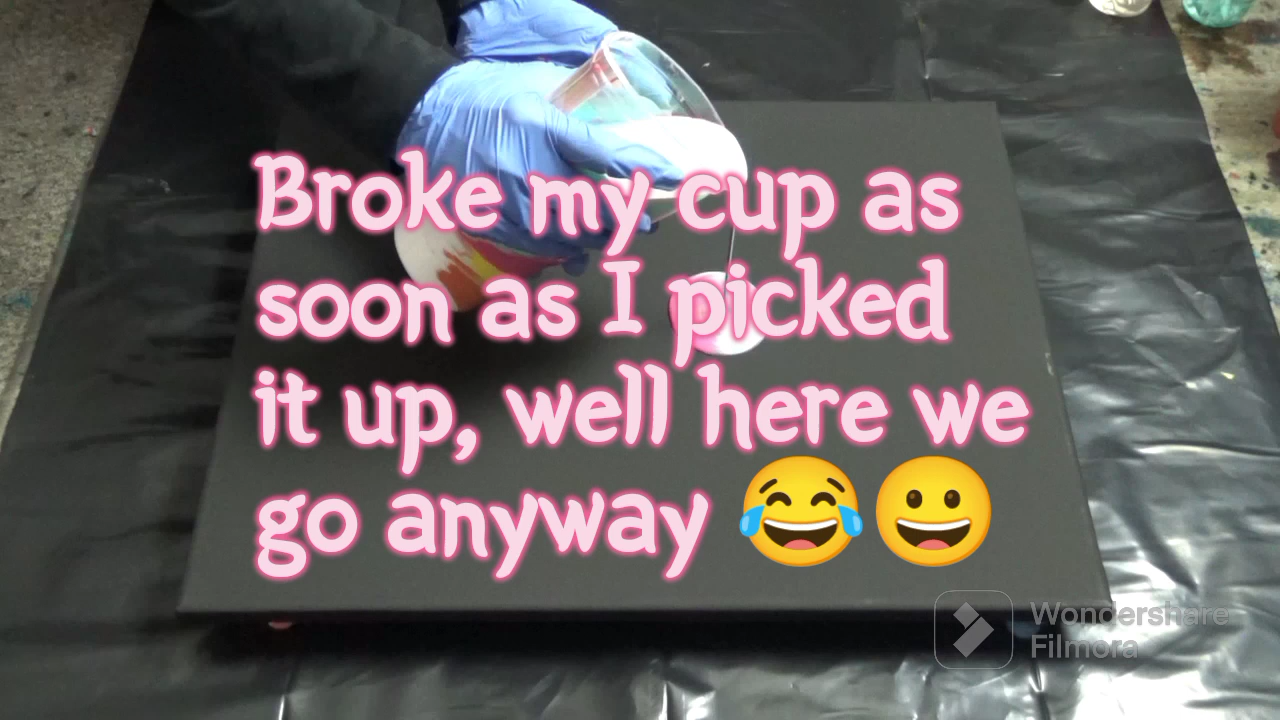 Broke my cup as
soon as I picked
it up, well here we
go anyway 😂😀
Wondershare
Filmora